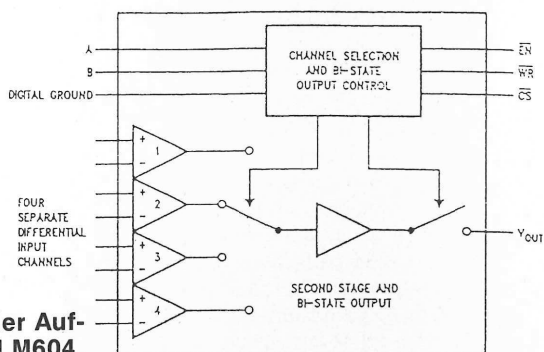 A
B
DIGITAL GROUND
CHANNEL SELECTION
AND BI-STATE
OUTPUT CONTROL
EN
WR
CS
+
-
1
+
-
2
+
-
3
+
-
4
FOUR
SEPARATE
DIFFERENTIAL
INPUT
CHANNELS
YOUT
SECOND STAGE AND
BI-STATE OUTPUT
er Auf-
M604